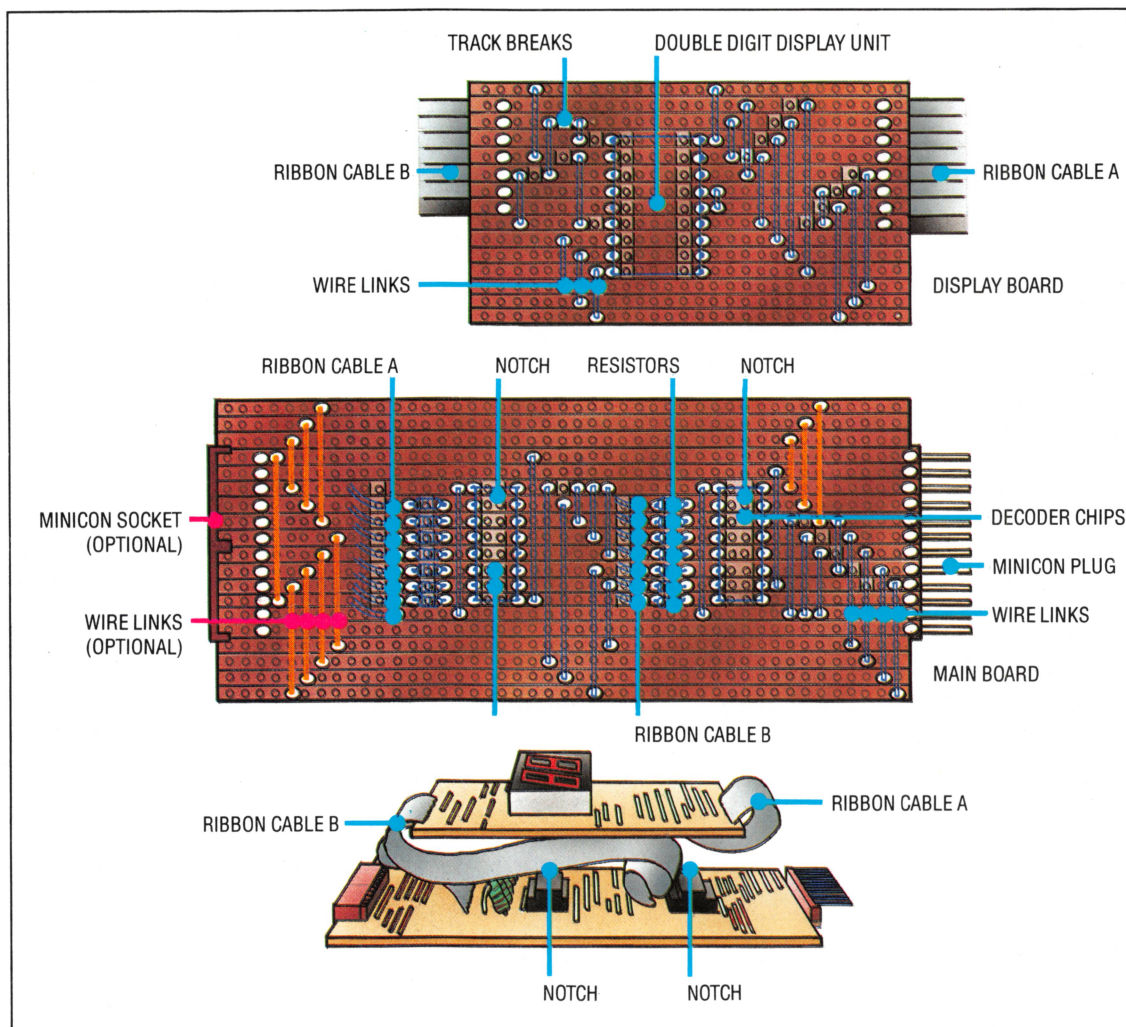 TRACK BREAKS
DOUBLE DIGIT DISPLAY UNIT
RIBBON CABLE B
RIBBON CABLE A
WIRE LINKS
DISPLAY BOARD
RIBBON CABLE A
NOTCH
RESISTORS
NOTCH
MINICON SOCKET
(OPTIONAL)
DECODER CHIPS
MINICON PLUG
WIRE LINKS
(OPTIONAL)
WIRE LINKS
MAIN BOARD
RIBBON CABLE B
RIBBON CABLE B
RIBBON CABLE A
NOTCH
NOTCH